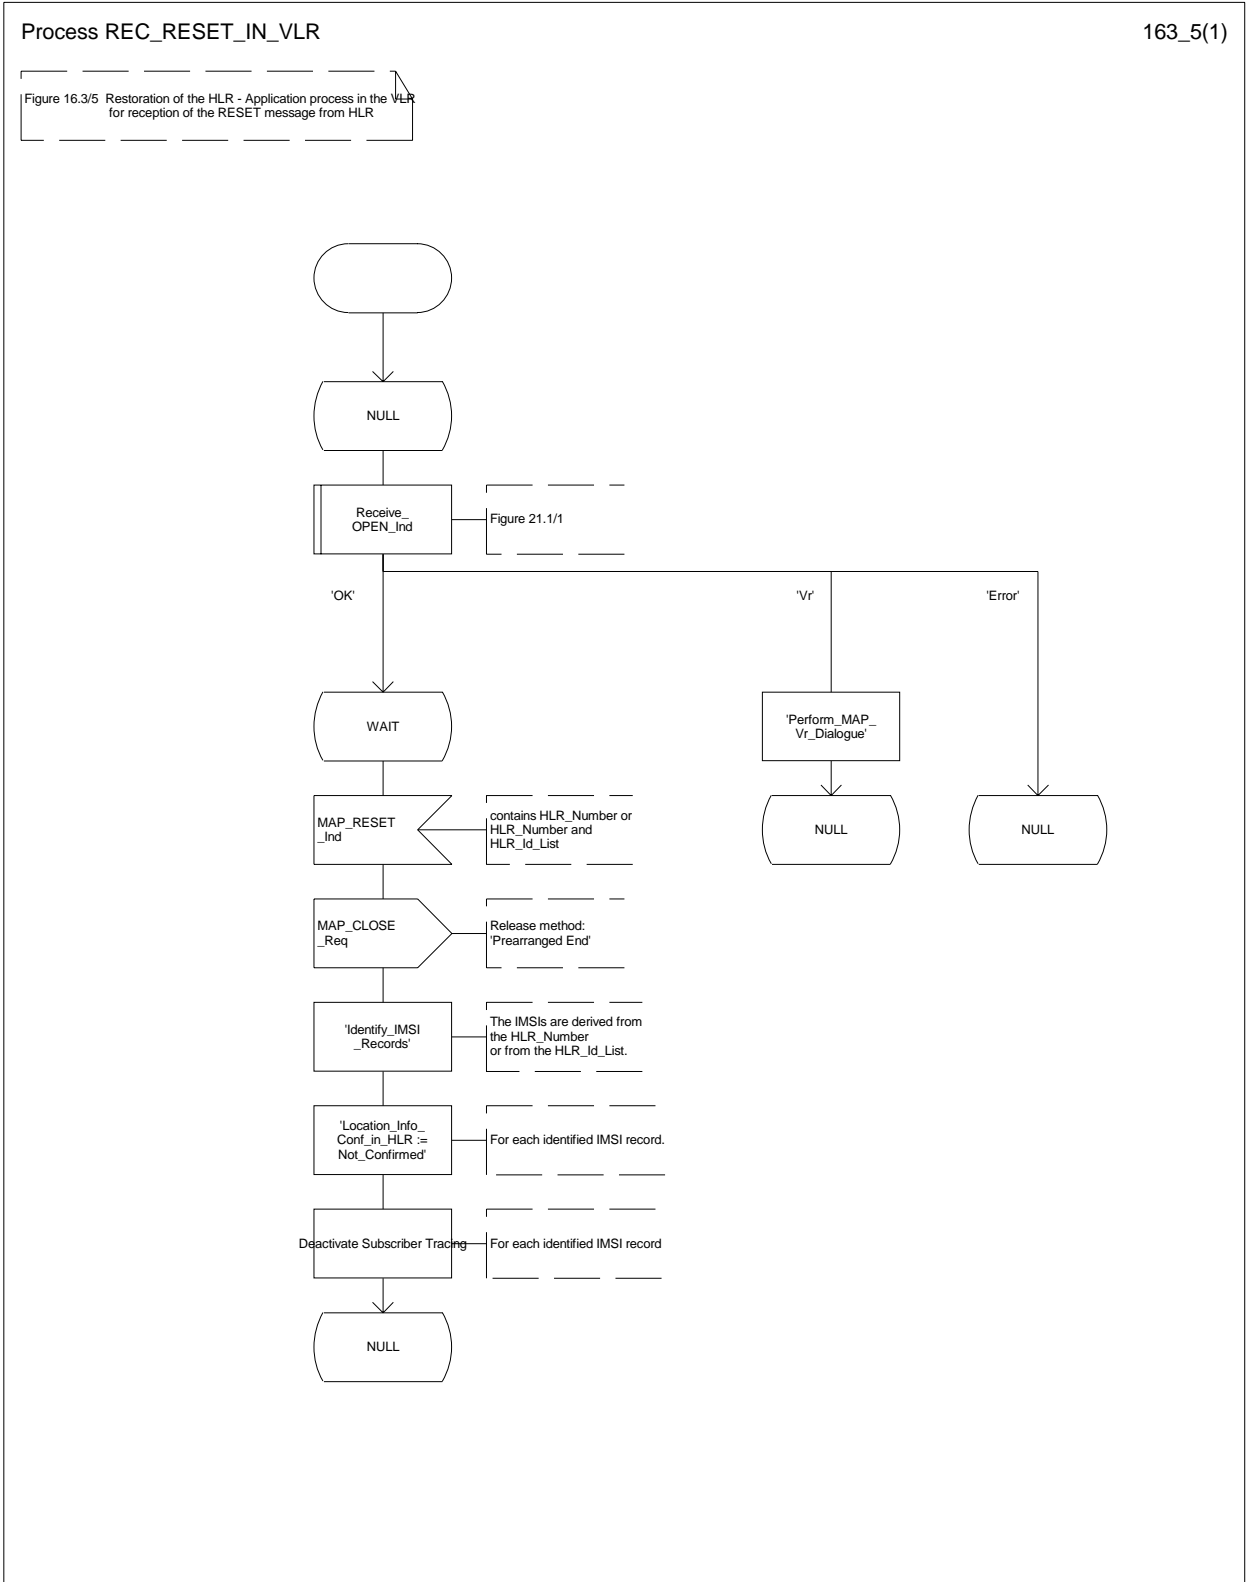 Process REC_RESET_IN_VLR
163_5(1)
Figure 16.3/5 Restoration of the HLR - Application process in the VLR
for reception of the RESET message from HLR
NULL
Receive_
OPEN_Ind
Figure 21.1/1
'OK'
'Vr'
'Error'
WAIT
'Perform_MAP_
Vr_Dialogue'
MAP_RESET
_Ind
contains HLR_Number or
HLR_Number and
HLR_Id_List
NULL
NULL
MAP_CLOSE
_Req
Release method:
'Prearranged End'
'Identify_IMSI
_Records'
The IMSIs are derived from
the HLR_Number
or from the HLR_Id_List.
'Location_Info_
Conf_in_HLR :=
Not_Confirmed'
For each identified IMSI record.
Deactivate Subscriber Tracing
For each identified IMSI record
NULL